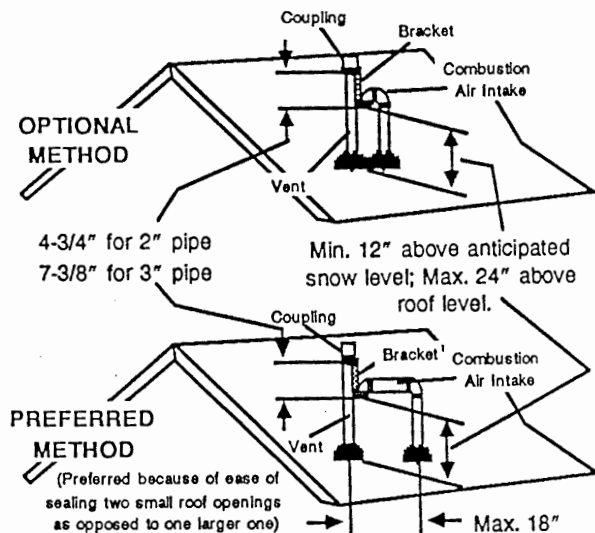 Coupling
Bracket
Combustion
Air Intake
OPTIONAL
METHOD
Vent
4-3/4" for 2" pipe
7-3/8" for 3" pipe
Min. 12" above anticipated
snow level; Max. 24" above
roof level.
Coupling
Bracket
Combustion
Air Intake
PREFERRED
METHOD
Vent
(Preferred because of ease of
sealing two small roof openings
as opposed to one larger one)
Max. 18"